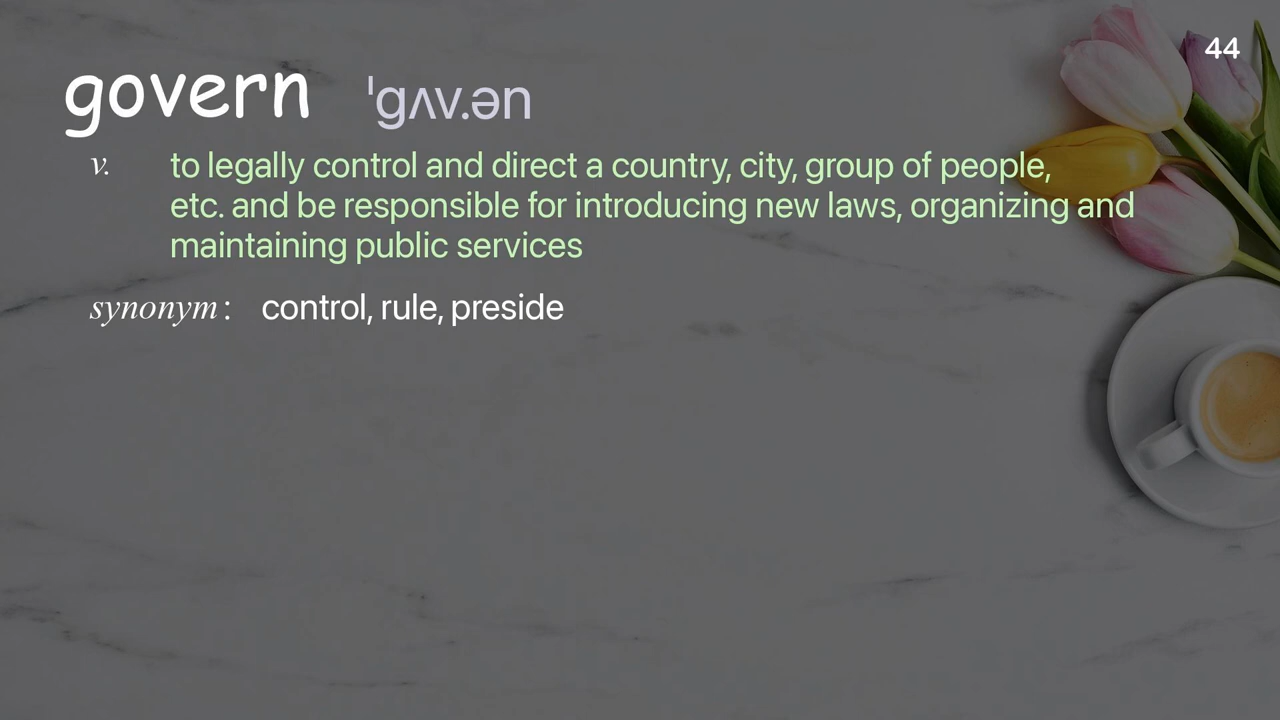 44
govern ˈɡʌv.ən
v. to legally control and direct a country, city, group of people,
etc. and be responsible for introducing new laws, organizing and
maintaining public services
synonym: control, rule, preside